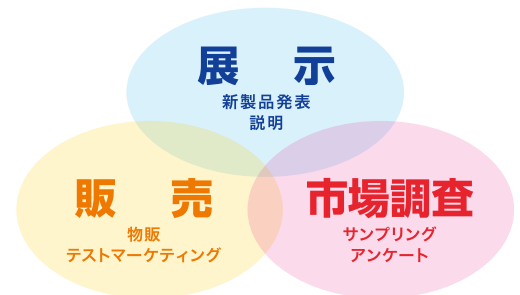 展 示
新製品発表
説明
販 売
物販
テストマーケティング
市場調査
サンプリング
アンケート